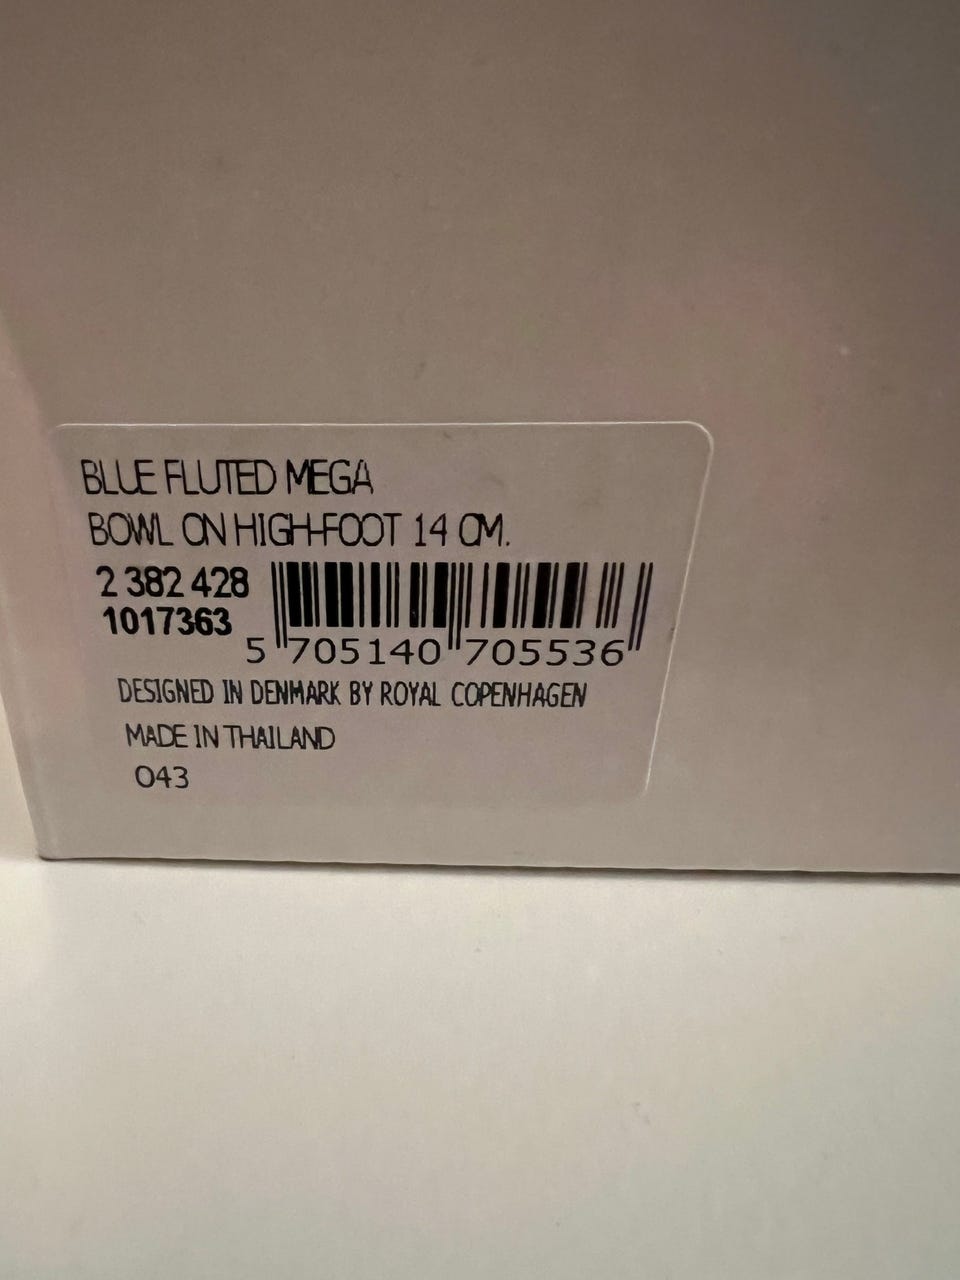 BLUE FLUTED MEGA
BOWL ON HIGH-FOOT 14 CM.
2 382 428
1017363
5 705140 705536
DESIGNED IN DENMARK BY ROYAL COPENHAGEN
MADE IN THAILAND
043